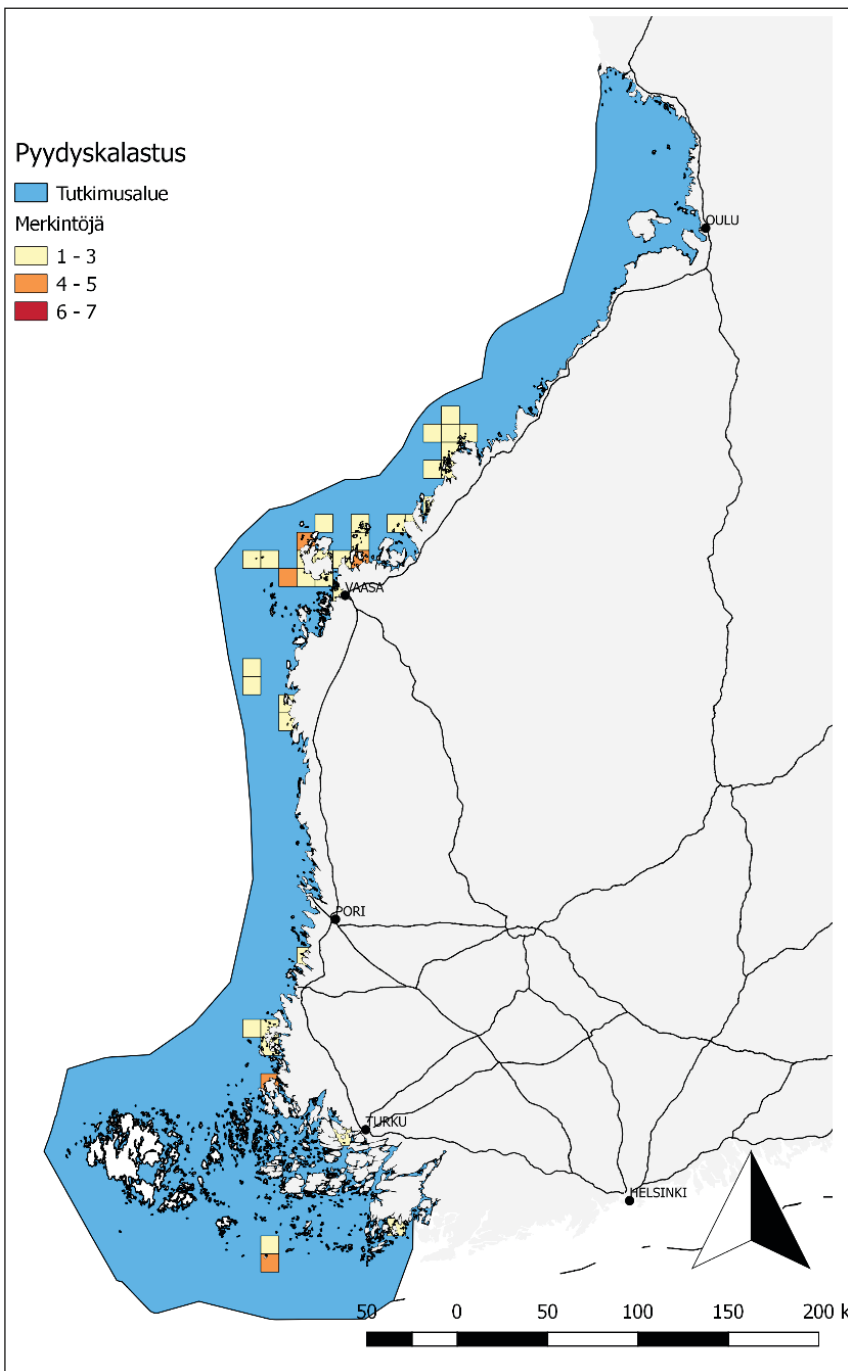 Pyydyskalastus
Tutkimusalue
Merkintöjä
1 - 3
4 - 5
6 - 7
OULU
VAASA
PORI
TURKU
HELSINKI
50 0 50 100 150 200 k